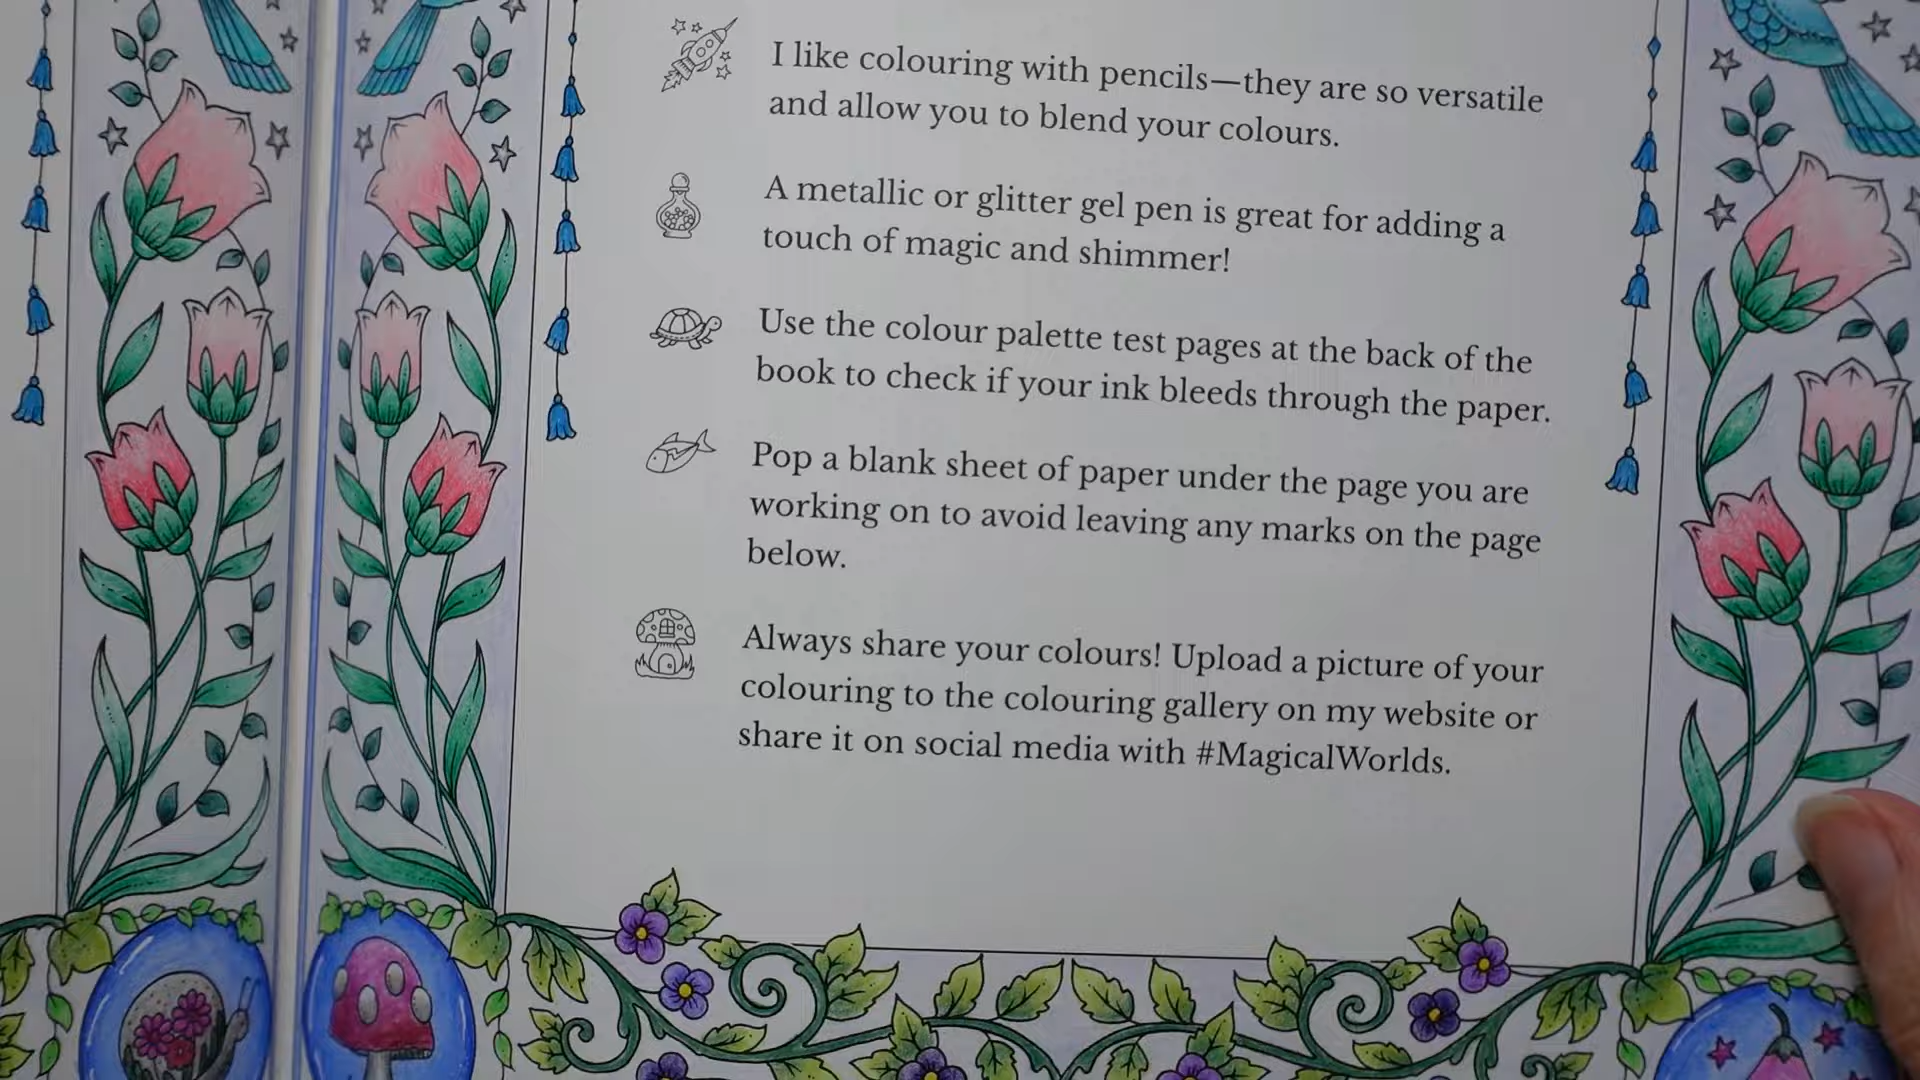 I like colouring with pencils—they are so versatile
and allow you to blend your colours.
A metallic or glitter gel pen is great for adding a
touch of magic and shimmer!
Use the colour palette test pages at the back of the
book to check if your ink bleeds through the paper.
Pop a blank sheet of paper under the page you are
working on to avoid leaving any marks on the page
below.
Always share your colours! Upload a picture of your
colouring to the colouring gallery on my website or
share it on social media with #MagicalWorlds.